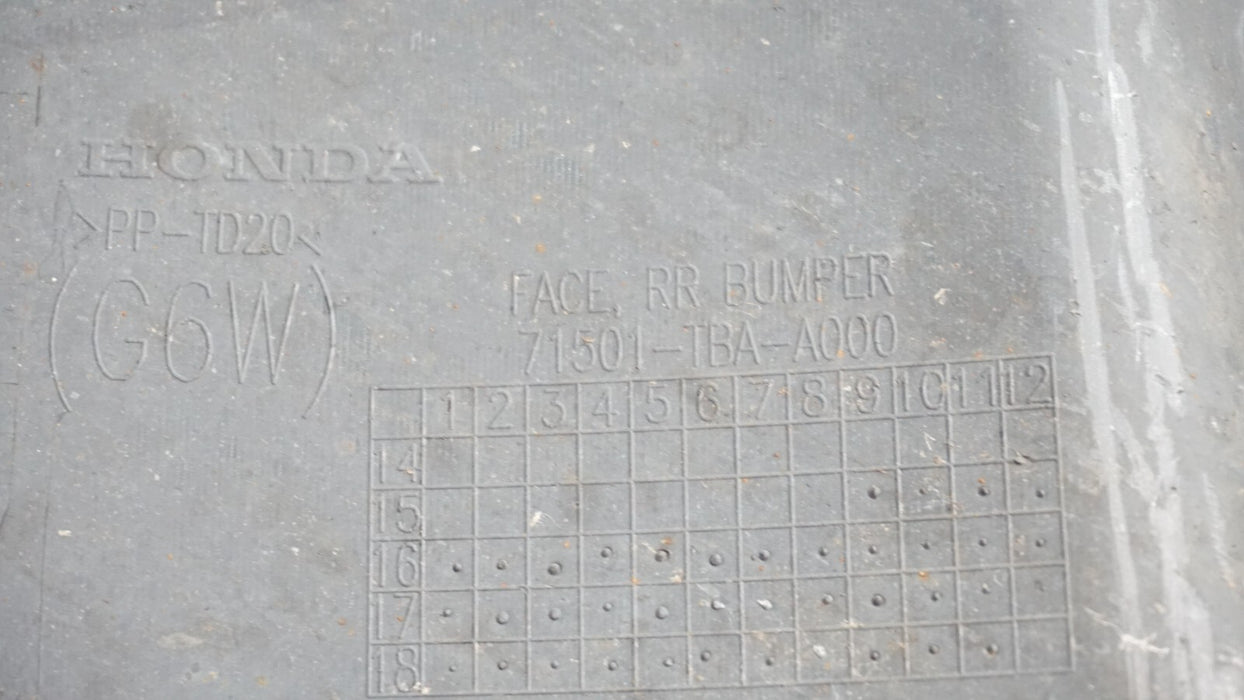 HONDA
>PP-TD20<
(G6W)
FACE, RR BUMPER
71501-TBA-A000
1 2 3 4 5 6 7 8 9 10 11 12
14
15
16
17
18